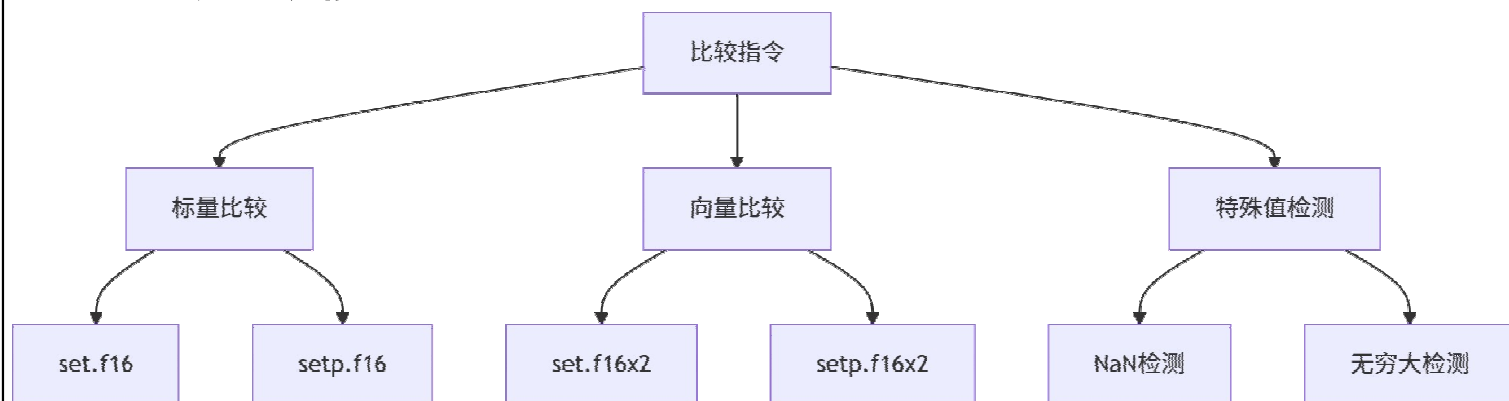 比较指令
标量比较
向量比较
特殊值检测
set.f16
setp.f16
set.f16x2
setp.f16x2
NaN检测
无穷大检测